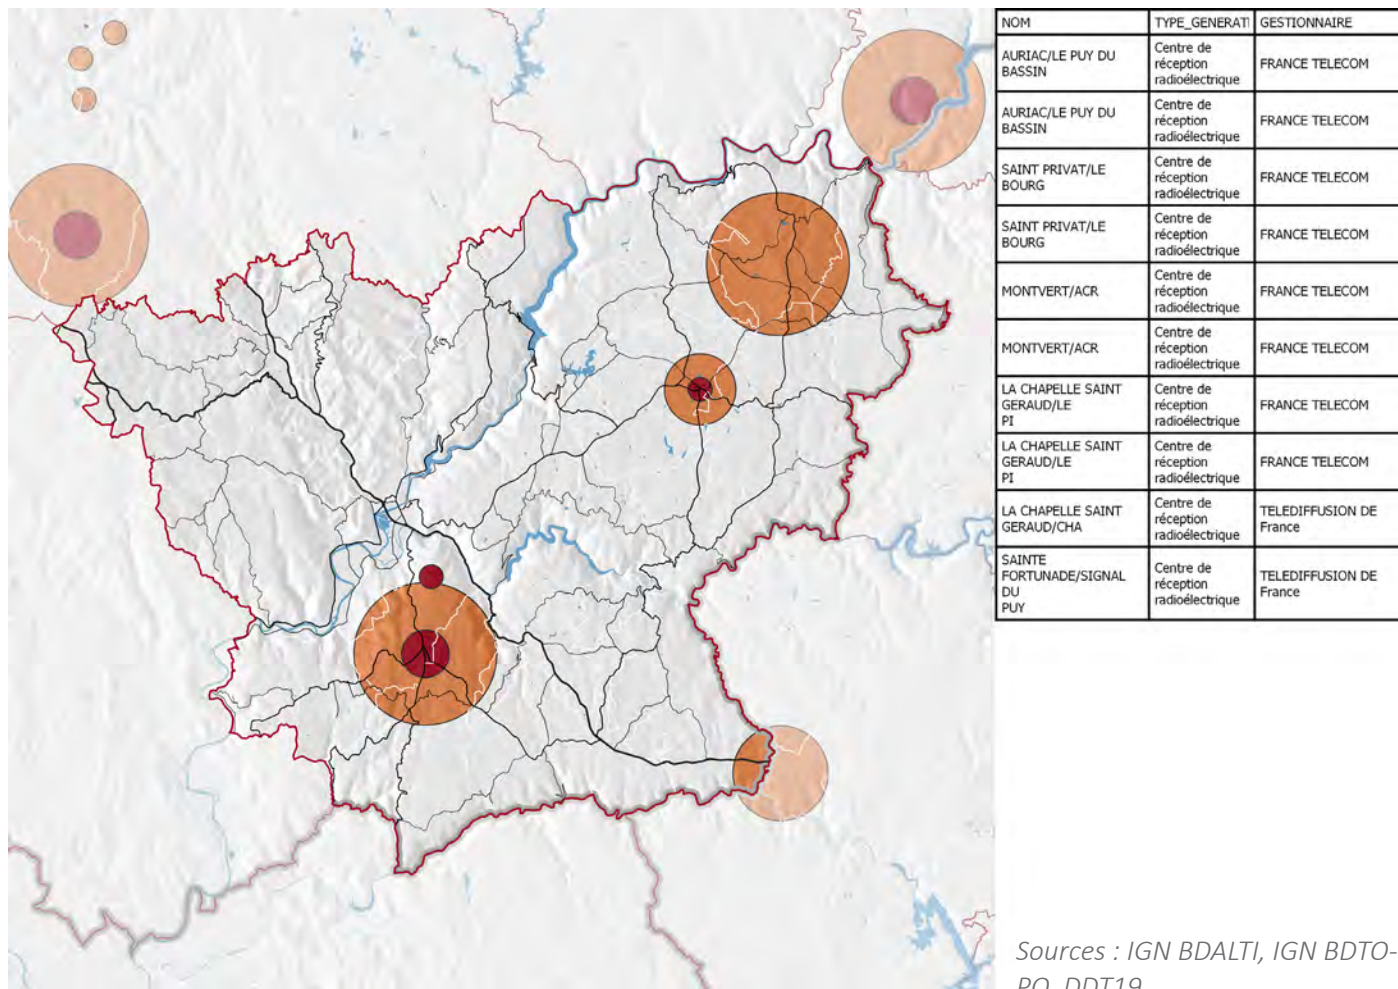 NOM TYPE_GENERATI GESTIONNAIRE
AURIAC/LE PUY DU
BASSIN
Centre de
réception
radioélectrique
FRANCE TELECOM
AURIAC/LE PUY DU
BASSIN
Centre de
réception
radioélectrique
FRANCE TELECOM
SAINT PRIVAT/LE
BOURG
Centre de
réception
radioélectrique
FRANCE TELECOM
SAINT PRIVAT/LE
BOURG
Centre de
réception
radioélectrique
FRANCE TELECOM
MONTVERT/ACR
Centre de
réception
radioélectrique
FRANCE TELECOM
MONTVERT/ACR
Centre de
réception
radioélectrique
FRANCE TELECOM
LA CHAPELLE SAINT
GERAUD/LE
PI
Centre de
réception
radioélectrique
FRANCE TELECOM
LA CHAPELLE SAINT
GERAUD/LE
PI
Centre de
réception
radioélectrique
FRANCE TELECOM
LA CHAPELLE SAINT
GERAUD/CHA
Centre de
réception
radioélectrique
TELEDIFFUSION DE
France
SAINTE
FORTUNADE/SIGNAL
DU
PUY
Centre de
réception
radioélectrique
TELEDIFFUSION DE
France
Sources : IGN BDALTI, IGN BDTO-
PO, DDT19